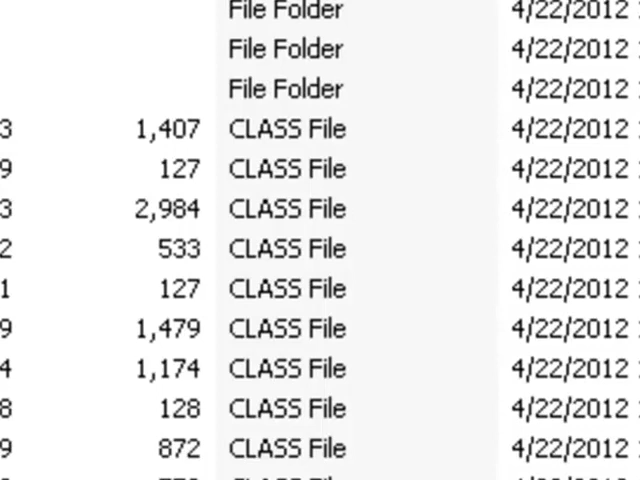 File Folder 4/22/2012
File Folder 4/22/2012
File Folder 4/22/2012
3 1,407 CLASS File 4/22/2012
9 127 CLASS File 4/22/2012
3 2,984 CLASS File 4/22/2012
2 533 CLASS File 4/22/2012
1 127 CLASS File 4/22/2012
9 1,479 CLASS File 4/22/2012
4 1,174 CLASS File 4/22/2012
8 128 CLASS File 4/22/2012
9 872 CLASS File 4/22/2012